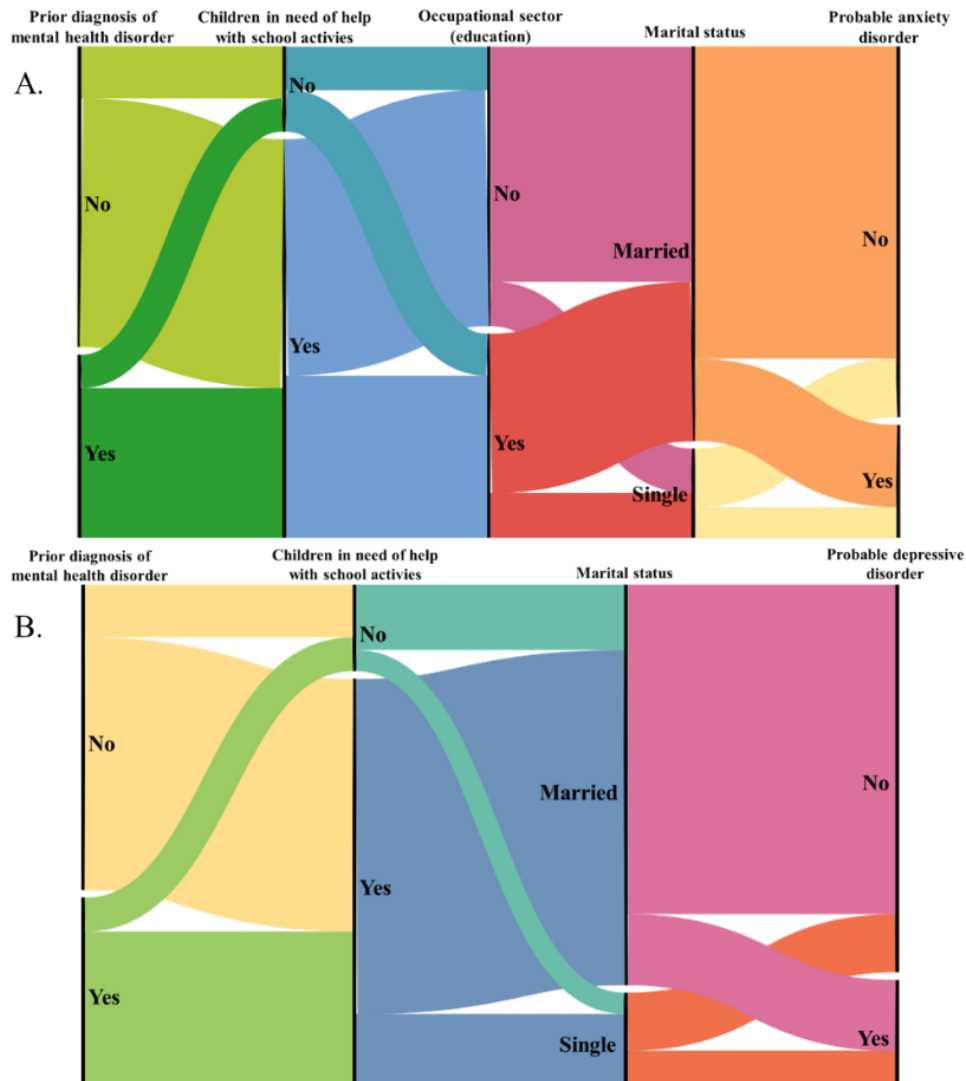 Prior diagnosis of
mental health disorder
Children in need of help
with school activies
Occupational sector
(education)
Marital status
Probable anxiety
disorder
A.
No
No
No
No
Married
Yes
Yes
Yes
Yes
Single
Prior diagnosis of
mental health disorder
Children in need of help
with school activies
Marital status
Probable depressive
disorder
B.
No
No
No
Married
Yes
Yes
Yes
Single